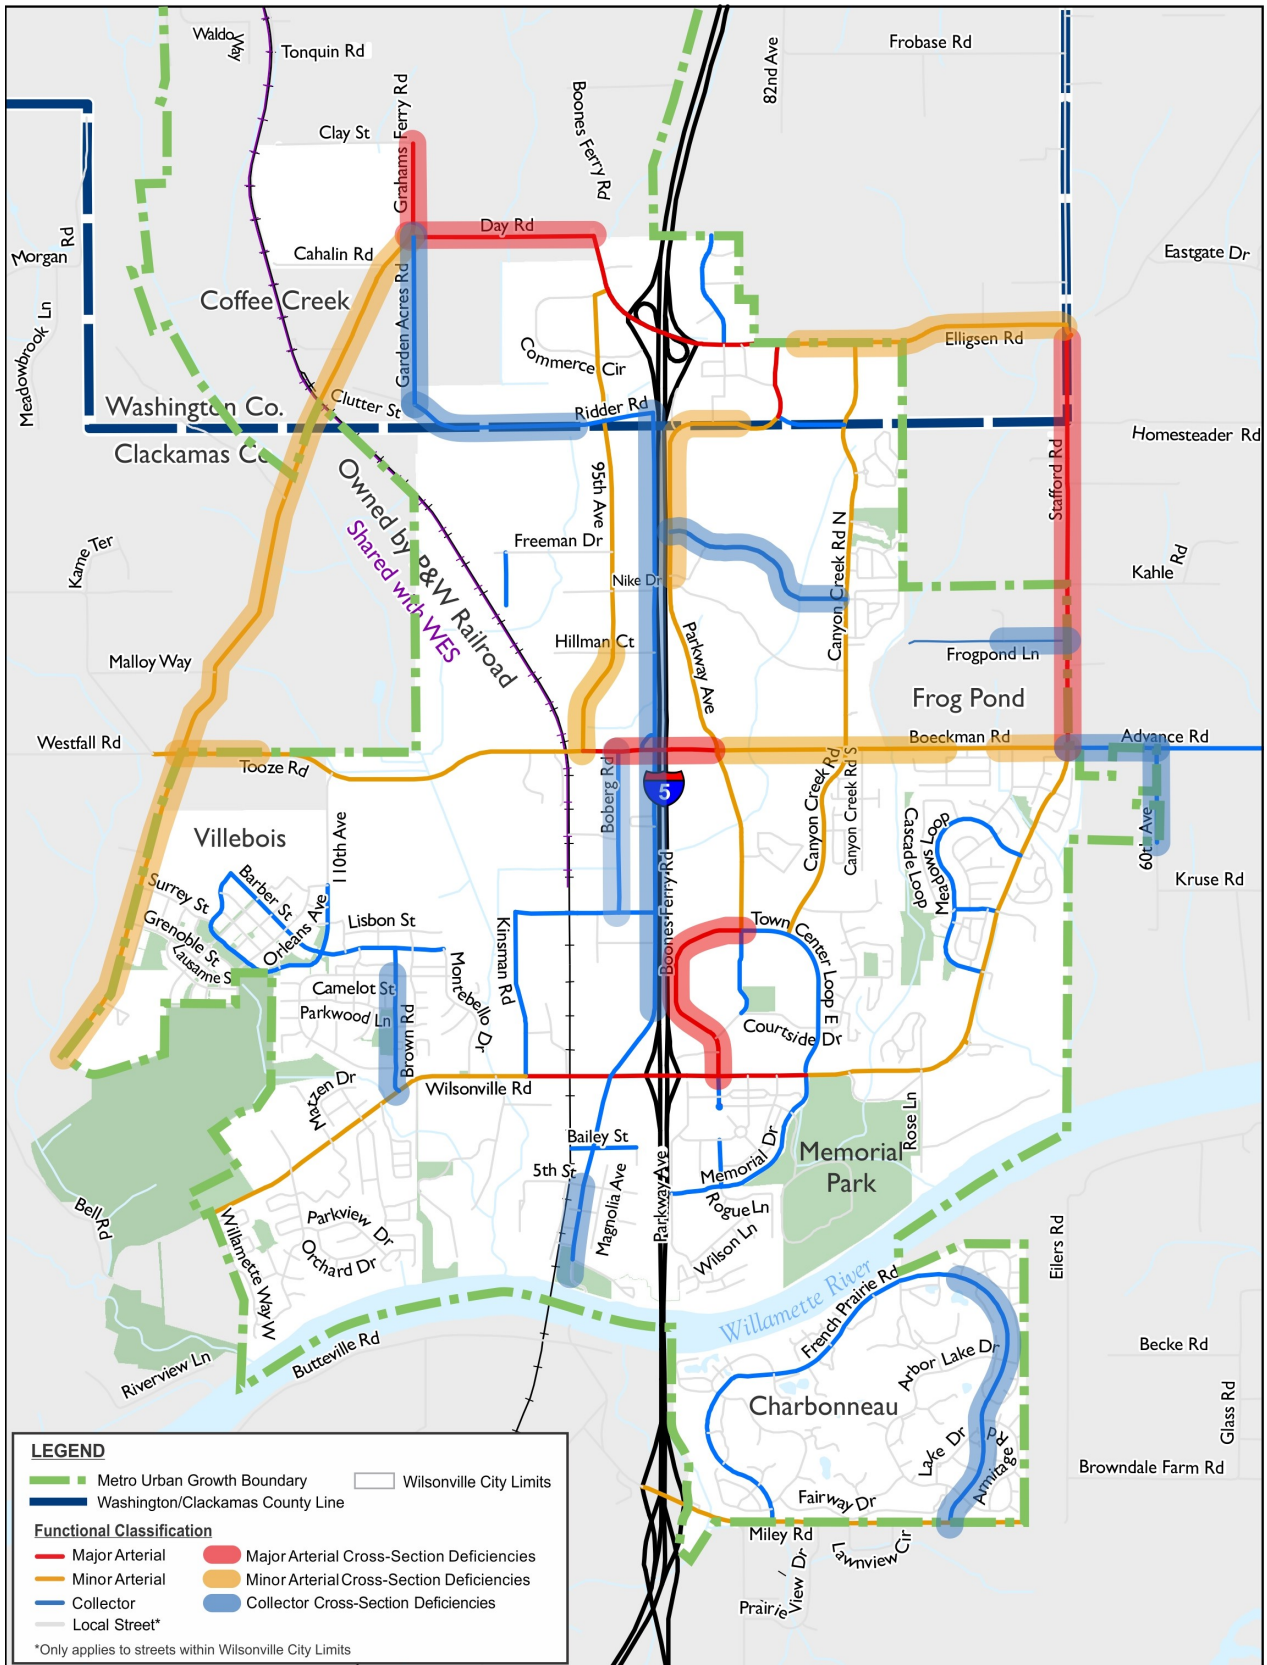 Waldo Way
Tonquin Rd
Frobase Rd
82nd Ave
Grahams Ferry Rd
Boones Ferry Rd
Clay St
Day Rd
Morgan Rd
Cahalin Rd
Eastgate Dr
Coffee Creek
Garden Acres Rd
Meadowbrook Ln
Elligsen Rd
Commerce Cir
Clutter St
Ridder Rd
Washington Co.
Clackamas Co
Homesteader Rd
Stafford Rd
Owned by P&W Railroad
Shared with WES
95th Ave
Freeman Dr
Kame Ter
Nike Dr
Canyon Creek Rd N
Kahle Rd
Hillman Ct
Parkway Ave
Frogpond Ln
Malloy Way
Frog Pond
Westfall Rd
Tooze Rd
Boeckman Rd
Advance Rd
Boberg Rd
5
Canyon Creek Rd
Canyon Creek Rd S
Villebois
110th Ave
Cascade Loop
Meadows Loop
60th Ave
Kruse Rd
Boones Ferry Rd
Surrey St
Barber St
Orleans Ave
Grenoble St
Lausanne S
Lisbon St
Kinsman Rd
Town Center Loop E
Camelot St
Parkwood Ln
Montebello Dr
Brown Rd
Courtside Dr
Matzen Dr
Wilsonville Rd
Rose Ln
Bailey St
5th St
Magnolia Ave
Parkway Ave
Memorial Dr
Memorial
Park
Rogue Ln
Wilson Ln
Bell Rd
Parkview Dr
Orchard Dr
Willamette Way W
Eilers Rd
Willamette River
French Prairie Rd
Butteville Rd
Riverview Ln
Arbor Lake Dr
Becke Rd
Charbonneau
Glass Rd
Lake Dr
Armitage Rd
Browndale Farm Rd
Fairway Dr
Miley Rd
Lawnview Cir
Prairie View Dr
LEGEND
Metro Urban Growth Boundary
Wilsonville City Limits
Washington/Clackamas County Line
Functional Classification
Major Arterial
Major Arterial Cross-Section Deficiencies
Minor Arterial
Minor Arterial Cross-Section Deficiencies
Collector
Collector Cross-Section Deficiencies
Local Street*
*Only applies to streets within Wilsonville City Limits